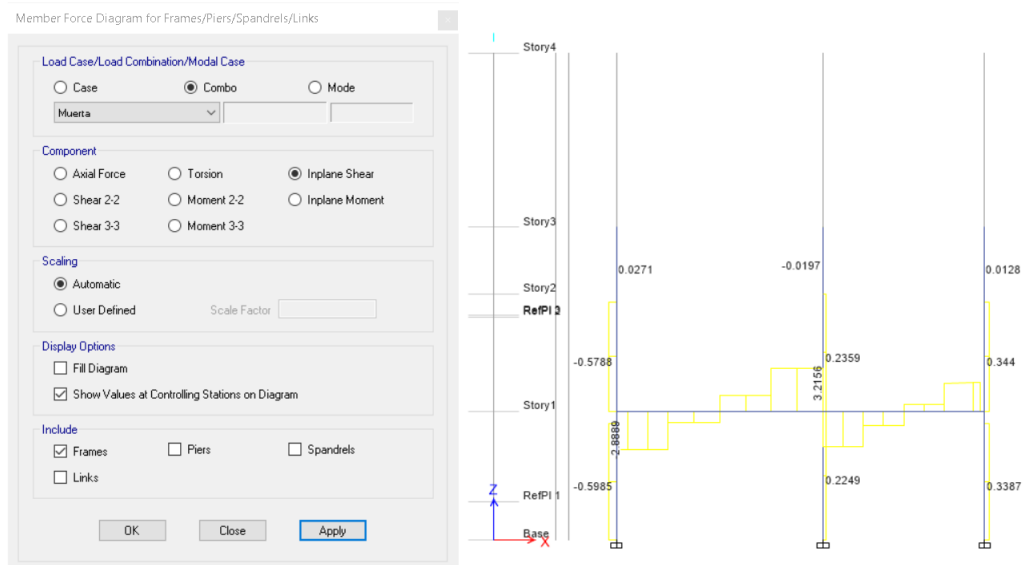 Member Force Diagram for Frames/Piers/Spandrels/Links
Load Case/Load Combination/Modal Case
Case Combo Mode
Muerta
Component
Axial Force Torsion Inplane Shear
Shear 2-2 Moment 2-2 Inplane Moment
Shear 3-3 Moment 3-3
Scaling
Automatic
User Defined Scale Factor
Display Options
Fill Diagram
Show Values at Controlling Stations on Diagram
Include
Frames Piers Spandrels
Links
OK Close Apply
Story4
Story3
0.0271 -0.0197 0.0128
Story2
RefPl
-0.5788 0.2359 0.344
3.2156
Story1
-2.8889
-0.5985 0.2249 0.3387
Z
RefPl 1
Base
X